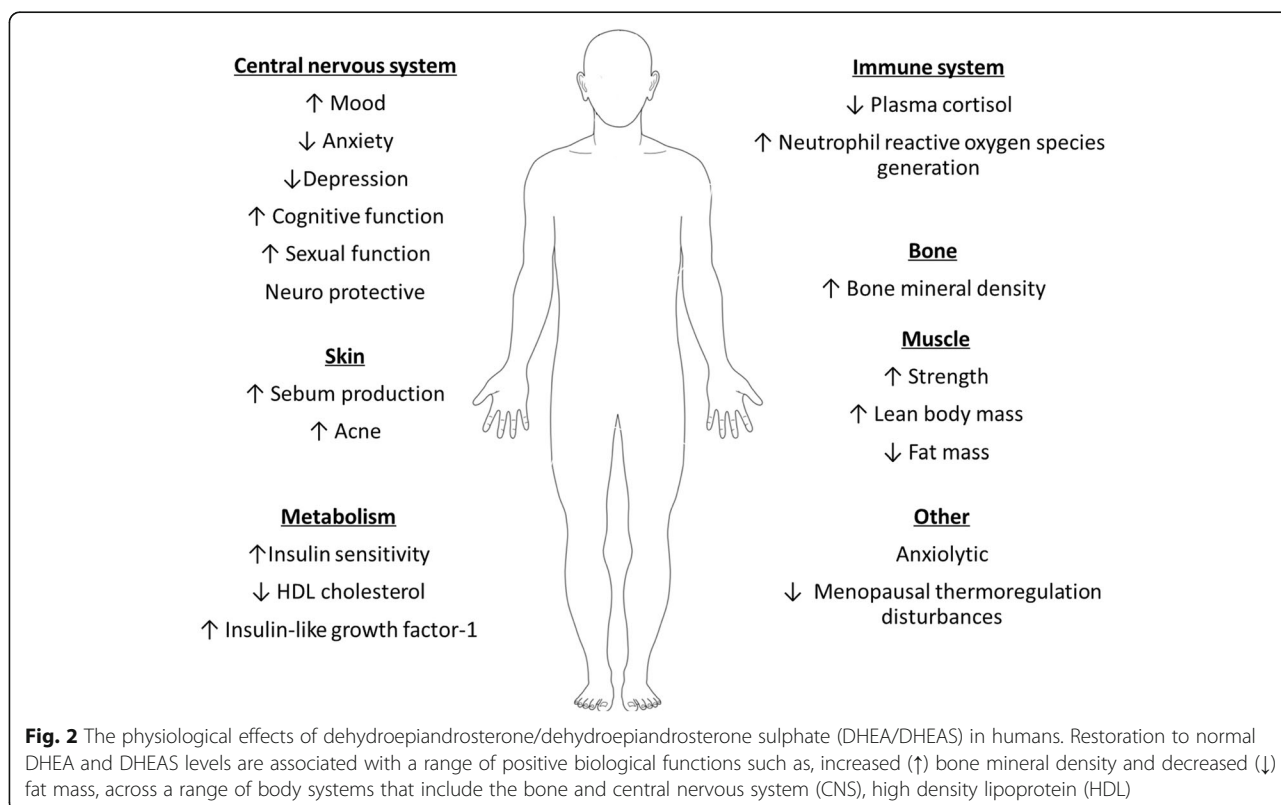 Central nervous system
↑ Mood
↓ Anxiety
↓Depression
↑ Cognitive function
↑ Sexual function
Neuro protective
Skin
↑ Sebum production
↑ Acne
Metabolism
↑Insulin sensitivity
↓ HDL cholesterol
↑ Insulin-like growth factor-1
Immune system
↓ Plasma cortisol
↑ Neutrophil reactive oxygen species
generation
Bone
↑ Bone mineral density
Muscle
↑ Strength
↑ Lean body mass
↓ Fat mass
Other
Anxiolytic
↓ Menopausal thermoregulation
disturbances
Fig. 2 The physiological effects of dehydroepiandrosterone/dehydroepiandrosterone sulphate (DHEA/DHEAS) in humans. Restoration to normal
DHEA and DHEAS levels are associated with a range of positive biological functions such as, increased (↑) bone mineral density and decreased (↓)
fat mass, across a range of body systems that include the bone and central nervous system (CNS), high density lipoprotein (HDL)